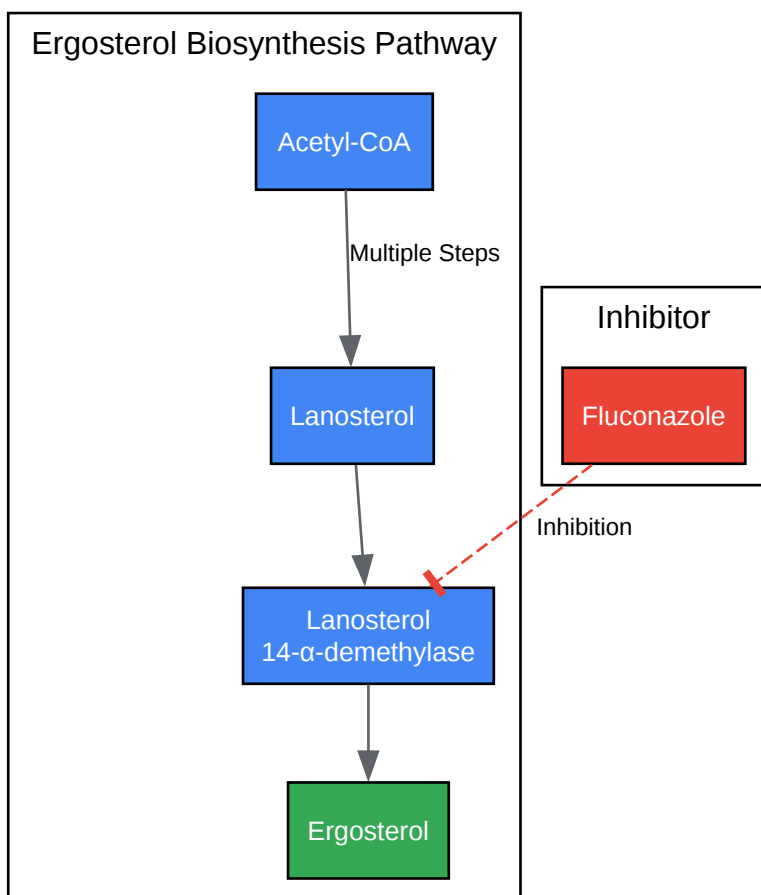 Ergosterol Biosynthesis Pathway
Acetyl-CoA
Multiple Steps
Inhibitor
Lanosterol
Fluconazole
Inhibition
Lanosterol
14-α-demethylase
Ergosterol